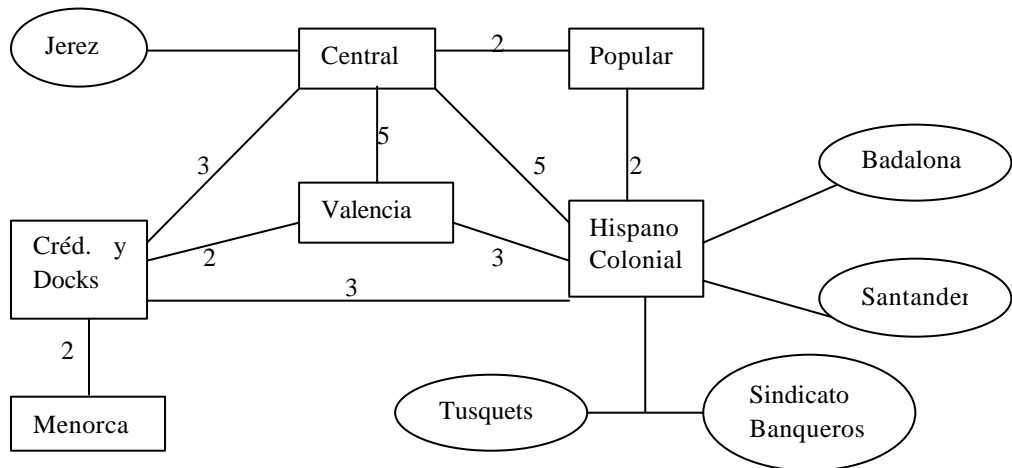 Jerez
Central
2
Popular
3
5
5
2
Badalona
Valencia
Hispano
Colonial
Créd. y
Docks
2
3
3
Santander
2
Menorca
Tusquets
Sindicato
Banqueros